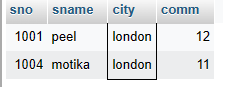 sno sname city comm
1001 peel london 12
1004 motika london 11